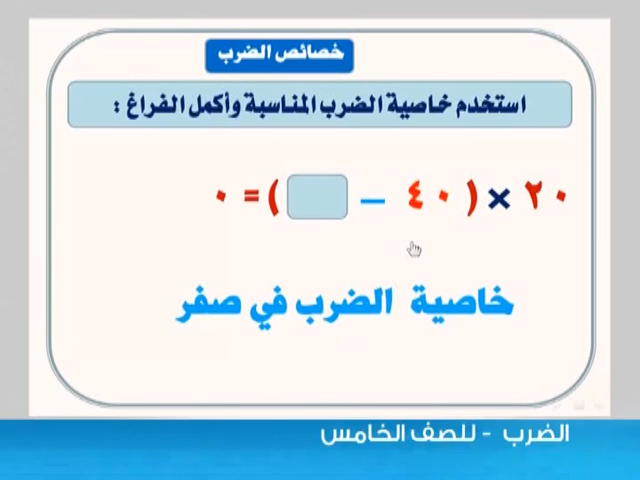 خصائص الضرب
استخدم خاصية الضرب المناسبة وأكمل الفراغ :
٢٠ × ( ٤٠ – ) = ٠
خاصية الضرب في صفر
الضرب - للصف الخامس